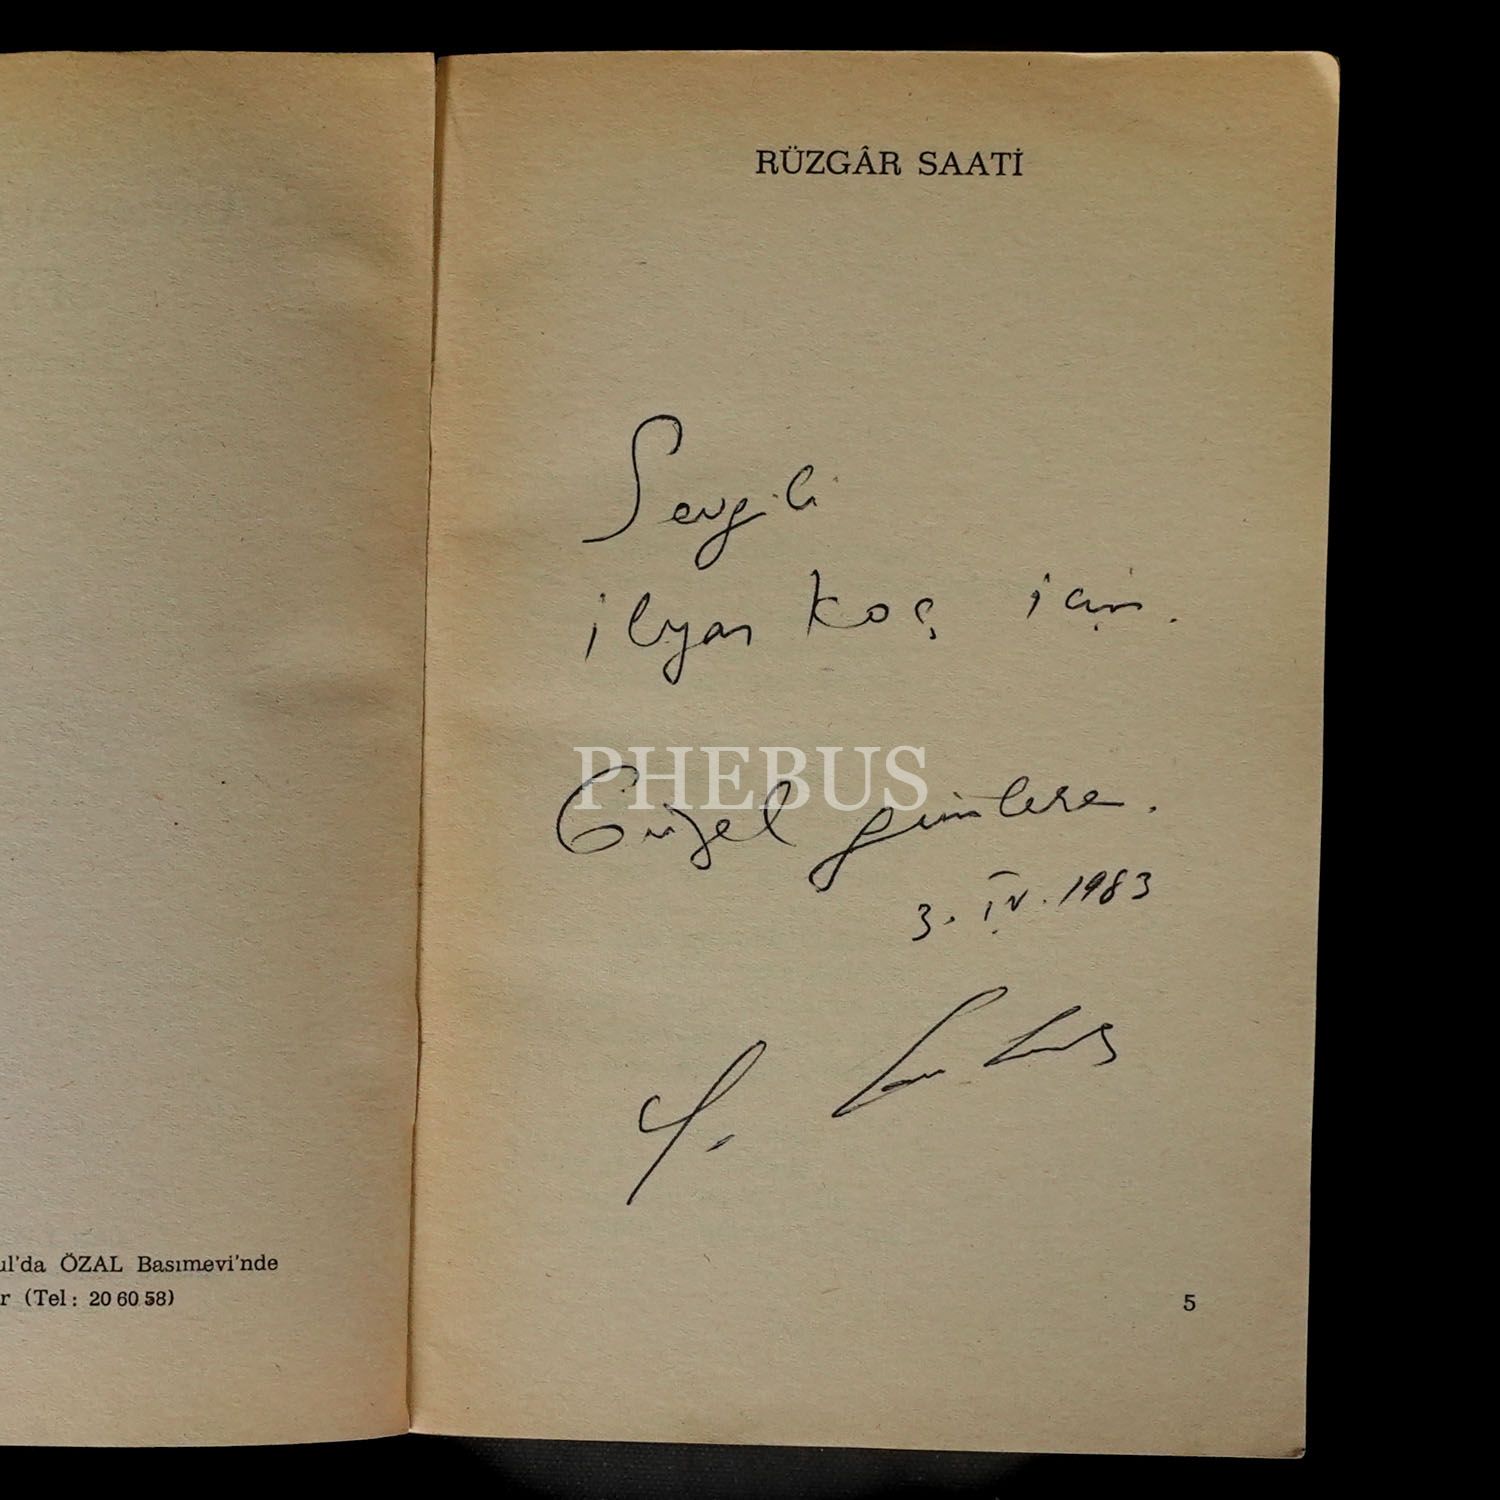 RÜZGÂR SAATİ
Sevgili
ilyas Koç için.
PHEBUS
Güzel günlere.
3. IV. 1983
ul'da ÖZAL Basımevi'nde
r (Tel: 20 60 58)
5